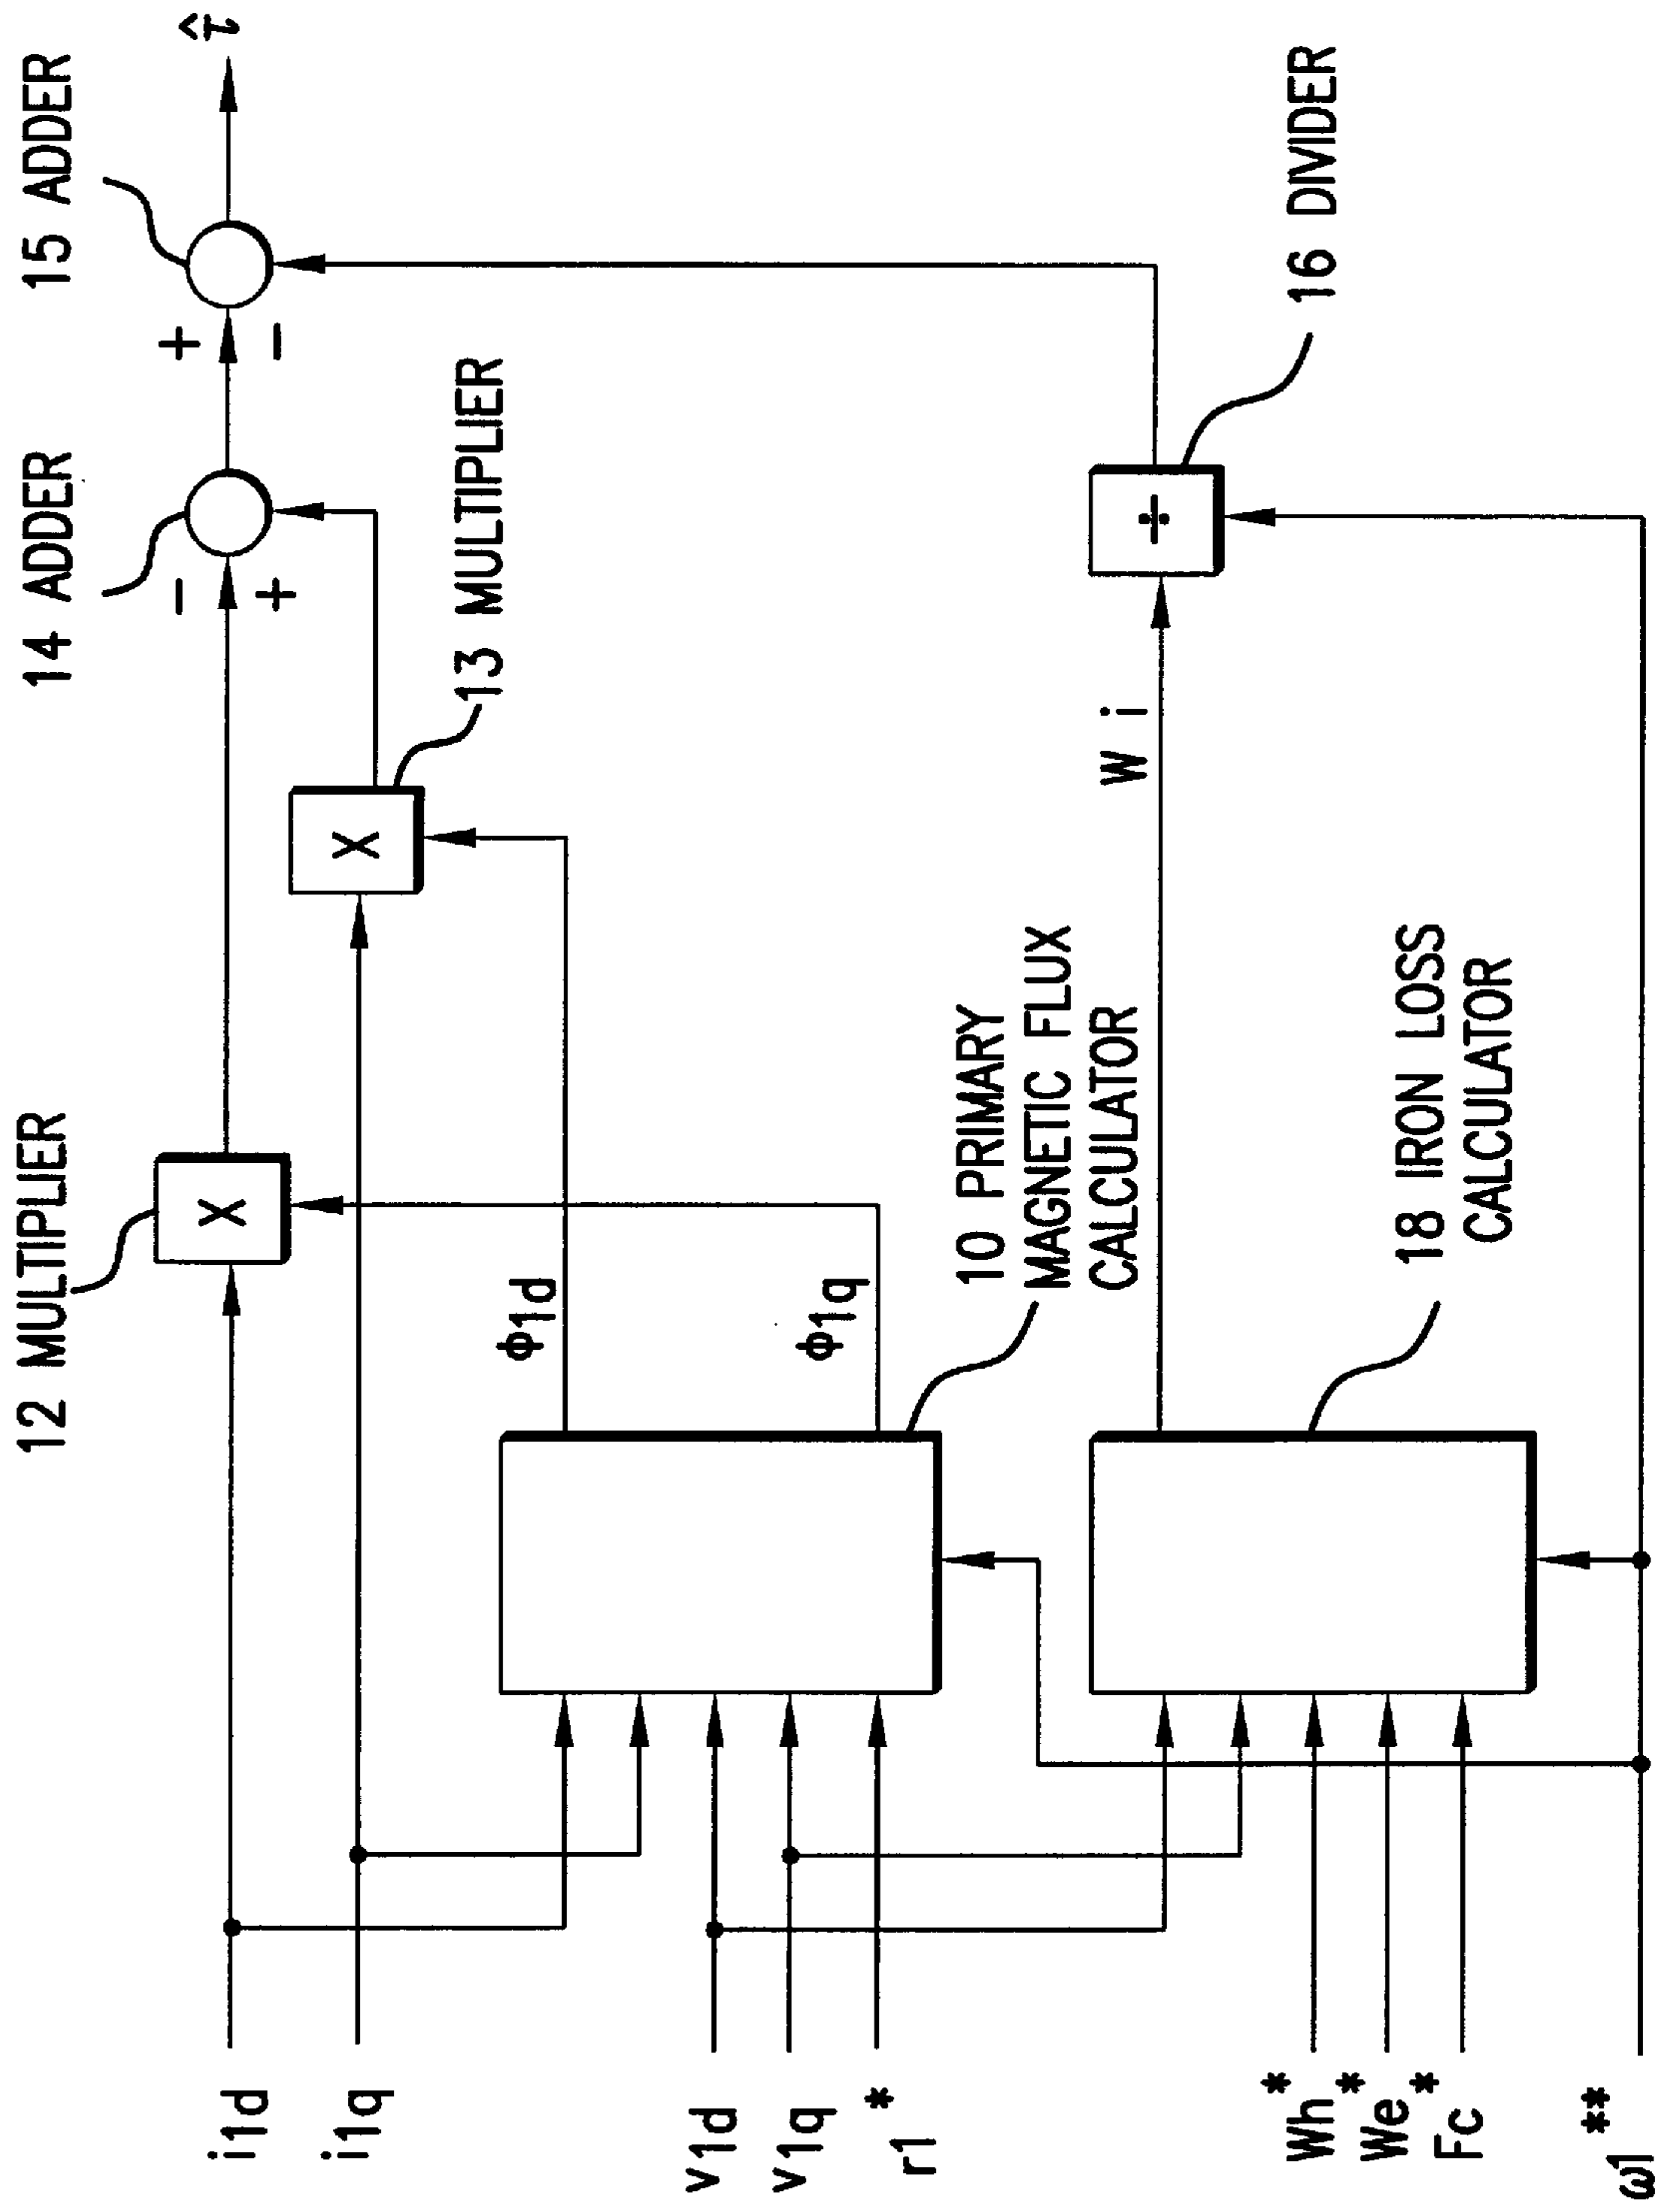 12 MULTIPLIER
14 ADDER
15 ADDER
i1d
X
−
+
+
−
τ̂
i1q
X
13 MULTIPLIER
ϕ1d
v1d
v1q
ϕ1q
r1*
10 PRIMARY
MAGNETIC FLUX
CALCULATOR
W i
÷
16 DIVIDER
Wh*
We*
Fc*
18 IRON LOSS
CALCULATOR
ω1**